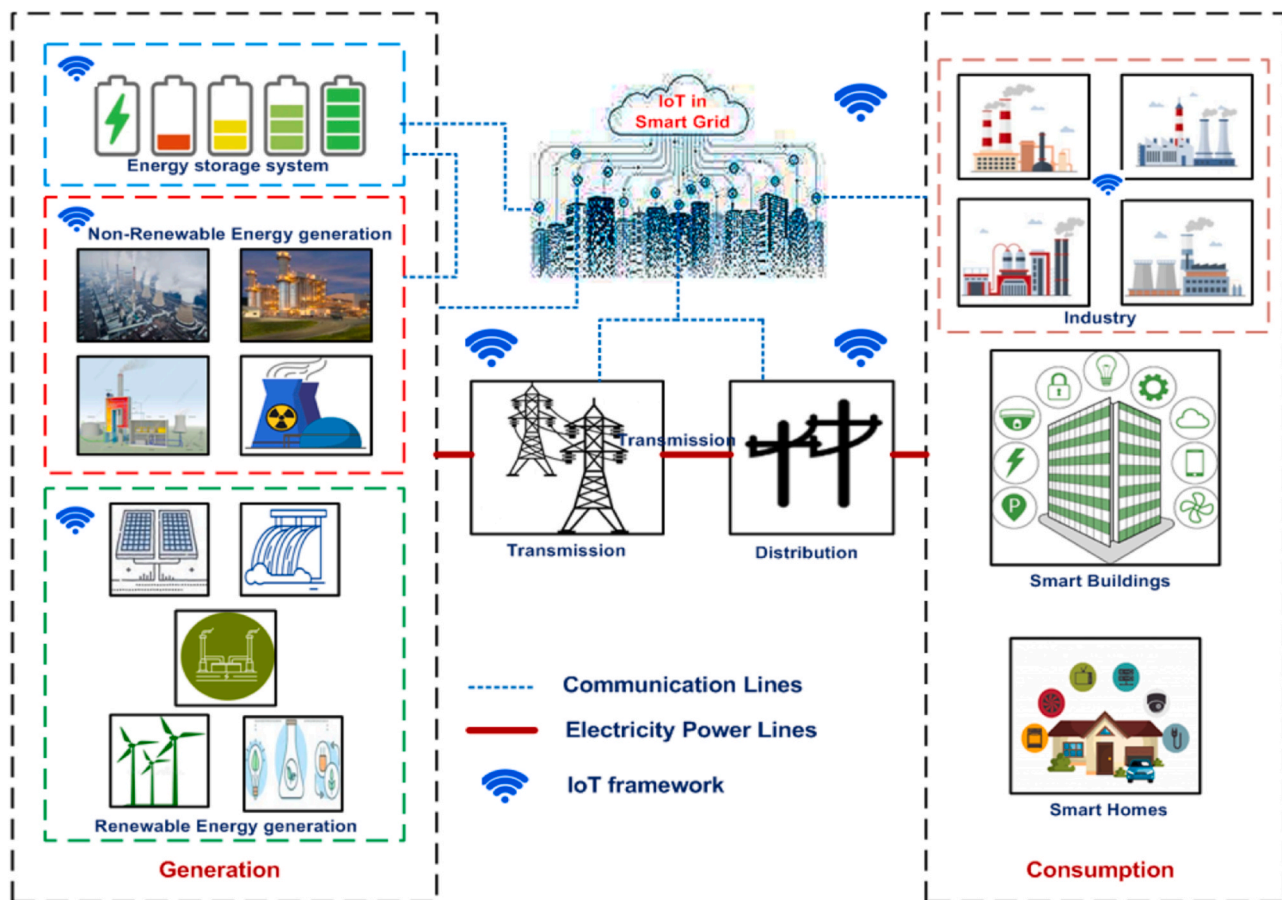 IoT in
Smart Grid
Energy storage system
Non-Renewable Energy generation
Industry
Transmission
Transmission
Distribution
Smart Buildings
P
Communication Lines
Electricity Power Lines
IoT framework
Smart Homes
Renewable Energy generation
Generation
Consumption